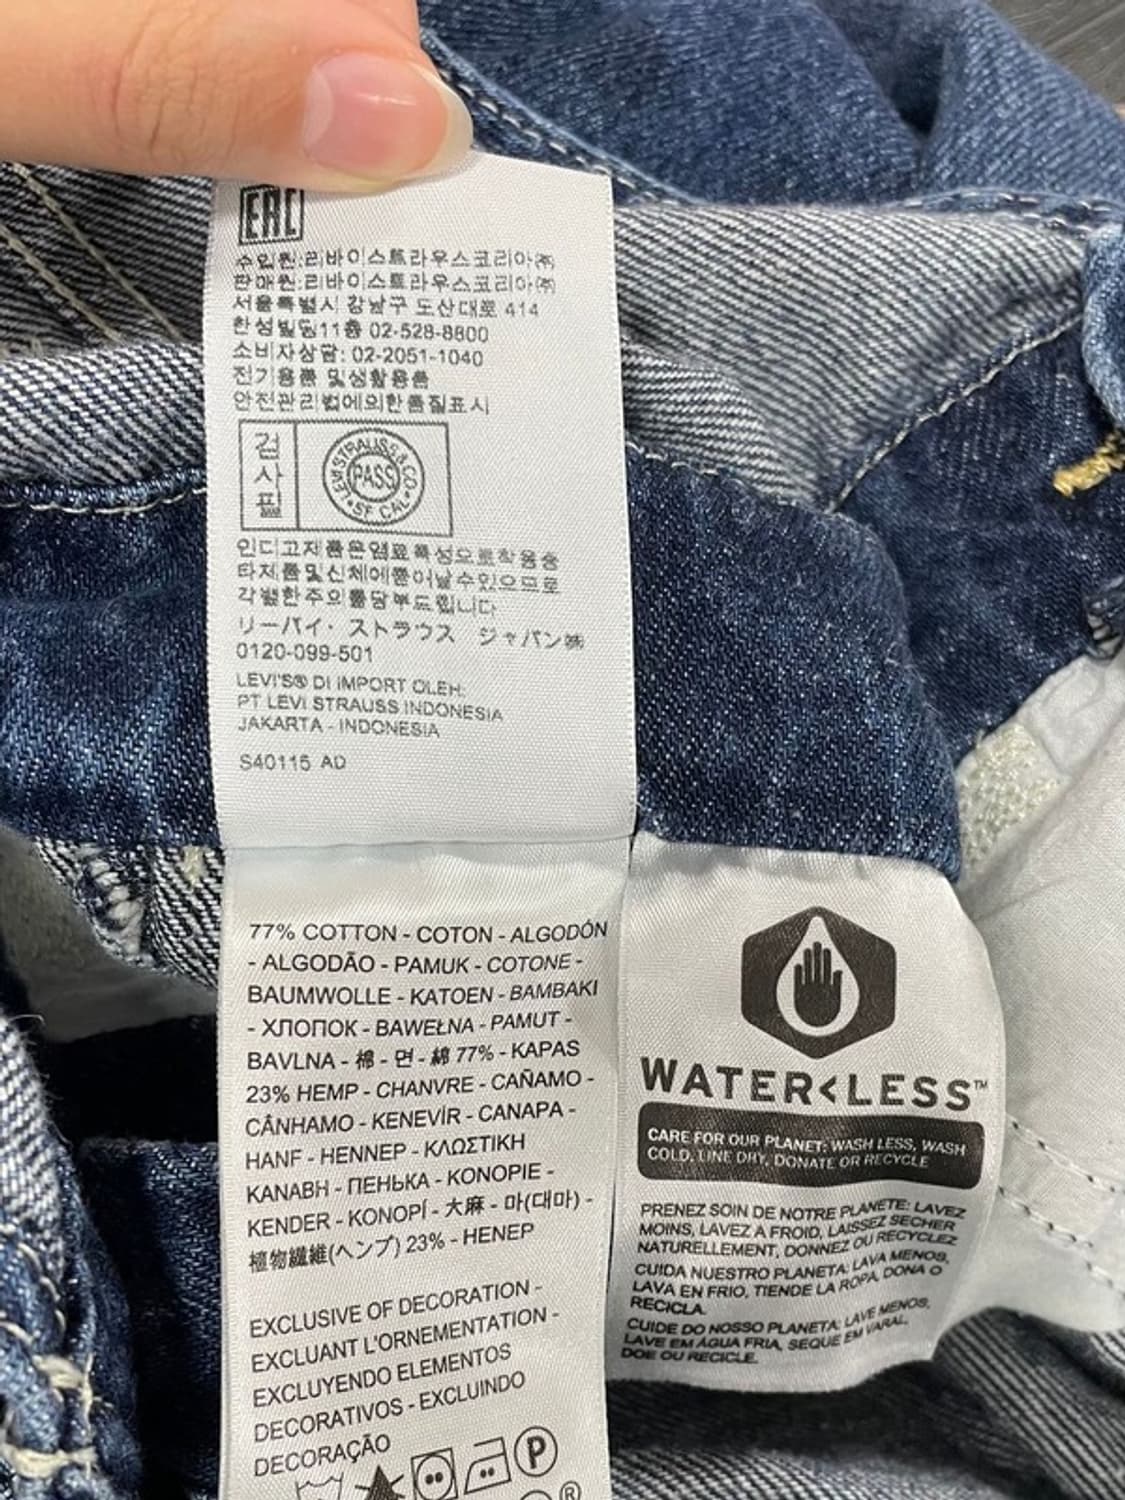 EAC
수입원:리바이스트라우스코리아㈜
판매원:리바이스트라우스코리아㈜
서울특별시 강남구 도산대로 414
한성빌딩11층 02-528-8800
소비자상담: 02-2051-1040
전기용품 및생활용품
안전관리법에의한품질표시
검사필
LEVI STRAUSS & CO. PASS SF CAL
인디고제품은염료특성으로착용중
타제품및신체에뭍어날수있으므로
각별한주의를당부드립니다
リーバイ・ストラウス ジャパン㈱
0120-099-501
LEVI'S® DI IMPORT OLEH:
PT LEVI STRAUSS INDONESIA
JAKARTA - INDONESIA
S40115 AD
77% COTTON - COTON - ALGODÓN
- ALGODÃO - PAMUK - COTONE -
BAUMWOLLE - KATOEN - BAMBAKI
- ХЛОПОК - BAWEŁNA - PAMUT -
BAVLNA - 棉 - 면 - 綿 77% - KAPAS
23% HEMP - CHANVRE - CAÑAMO -
CÂNHAMO - KENEVİR - CANAPA -
HANF - HENNEP - ΚΛΩΣΤΙΚΗ
ΚΑΝΑΒΗ - ПЕНЬКА - KONOPIE -
KENDER - KONOPÍ - 大麻 - 마(대마) -
植物繊維(ヘンプ) 23% - HENEP
EXCLUSIVE OF DECORATION -
EXCLUANT L'ORNEMENTATION -
EXCLUYENDO ELEMENTOS
DECORATIVOS - EXCLUINDO
DECORAÇÃO
P
®
WATER<LESS™
CARE FOR OUR PLANET: WASH LESS, WASH
COLD, LINE DRY, DONATE OR RECYCLE
PRENEZ SOIN DE NOTRE PLANETE: LAVEZ
MOINS, LAVEZ A FROID, LAISSEZ SECHER
NATURELLEMENT, DONNEZ OU RECYCLEZ
CUIDA NUESTRO PLANETA: LAVA MENOS,
LAVA EN FRIO, TIENDE LA ROPA, DONA O
RECICLA.
CUIDE DO NOSSO PLANETA: LAVE MENOS,
LAVE EM ÁGUA FRIA, SEQUE EM VARAL,
DOE OU RECICLE.